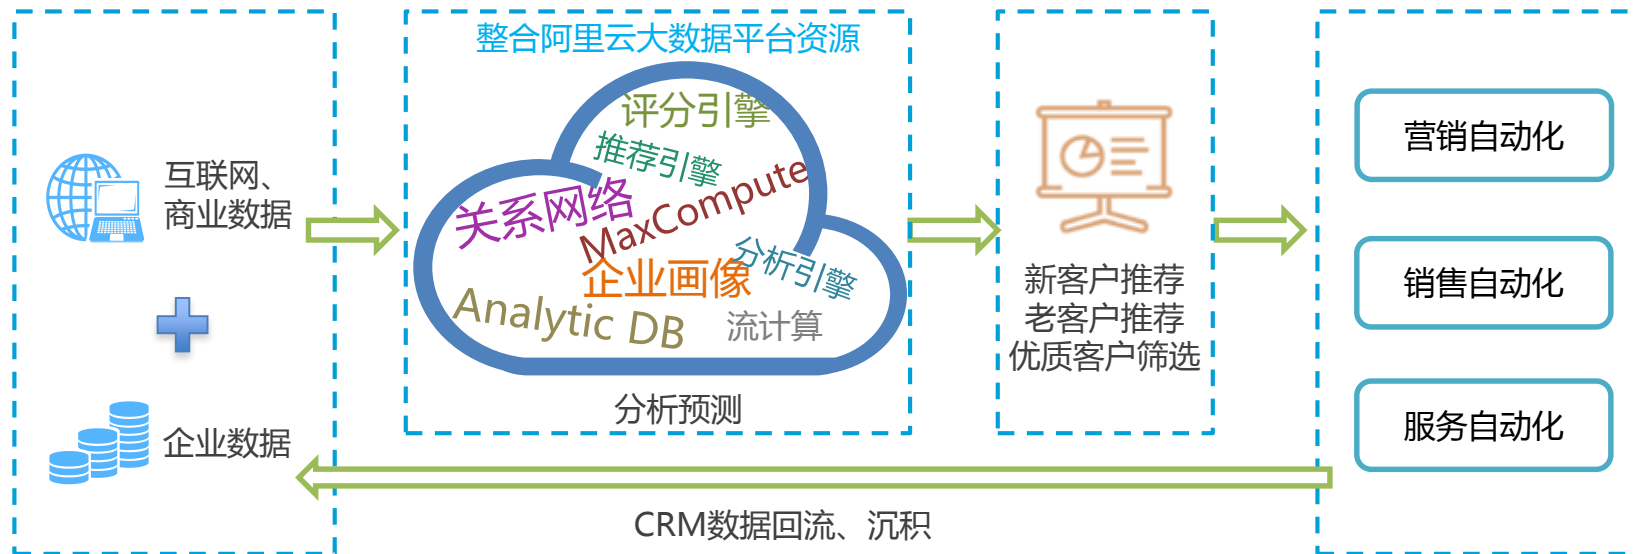 整合阿里云大数据平台资源
互联网、
商业数据
企业数据
评分引擎
推荐引擎
关系网络
MaxCompute
分析引擎
企业画像
Analytic DB
流计算
分析预测
新客户推荐
老客户推荐
优质客户筛选
营销自动化
销售自动化
服务自动化
CRM数据回流、沉积